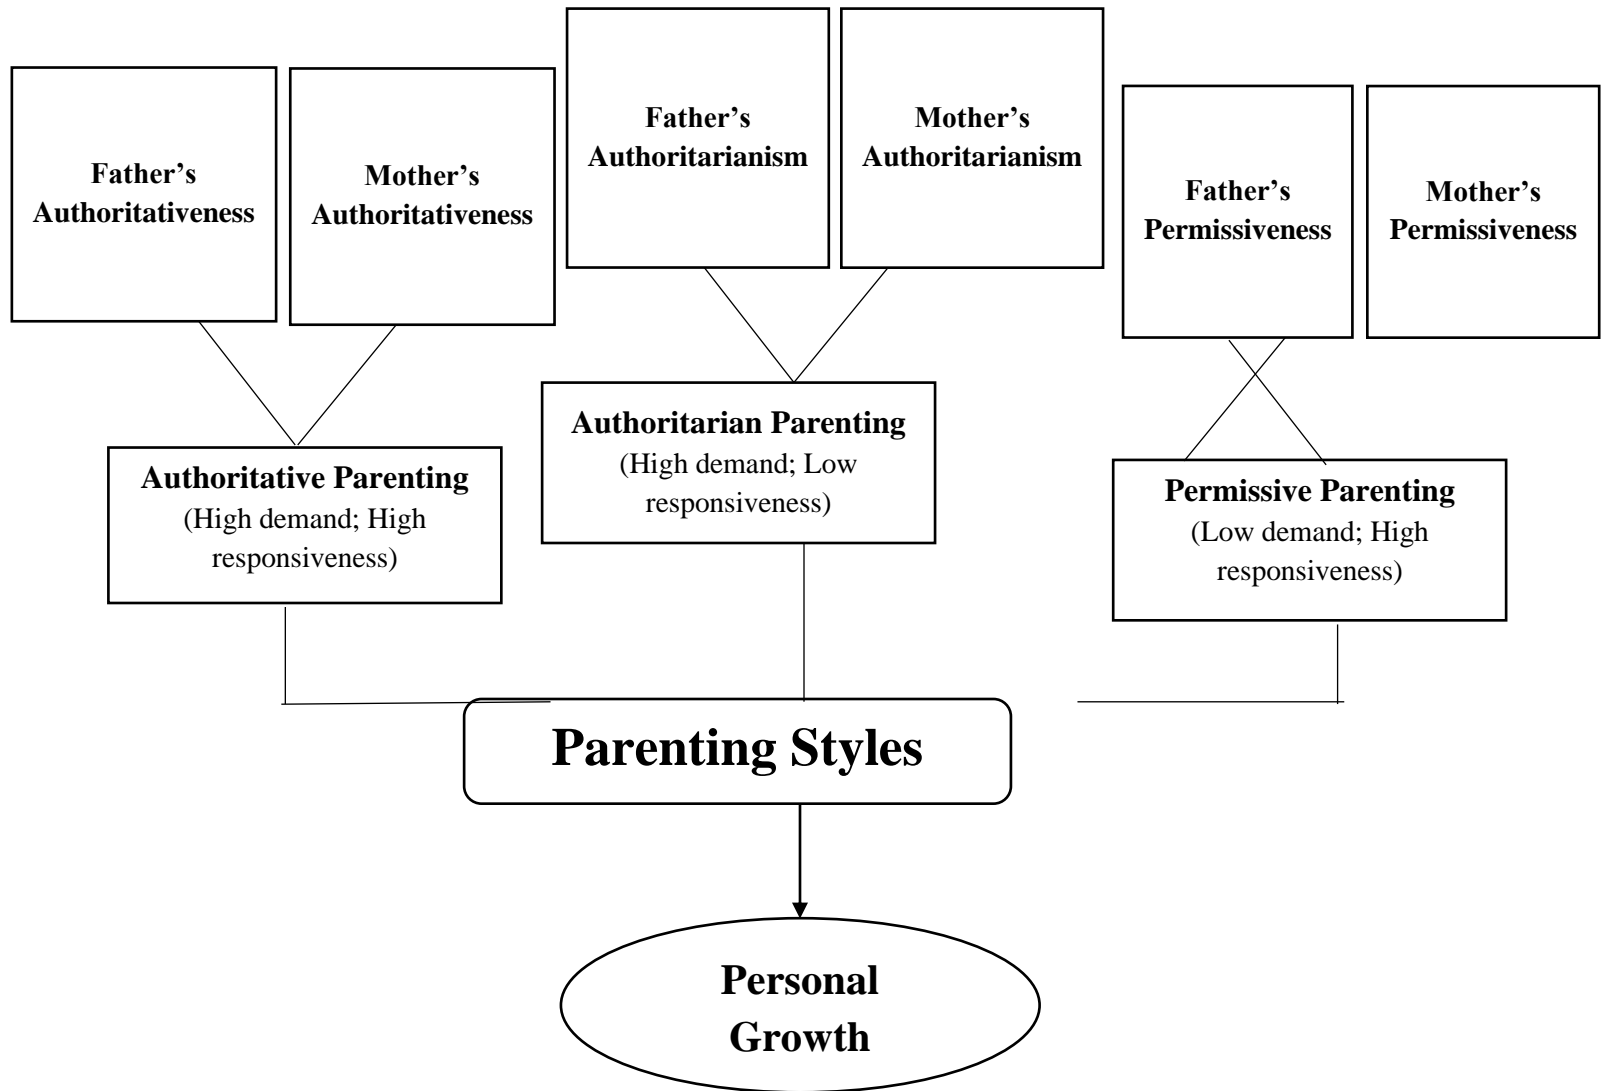 Father’s
Authoritativeness
Mother’s
Authoritativeness
Father’s
Authoritarianism
Mother’s
Authoritarianism
Father’s
Permissiveness
Mother’s
Permissiveness
Authoritative Parenting
(High demand; High
responsiveness)
Authoritarian Parenting
(High demand; Low
responsiveness)
Permissive Parenting
(Low demand; High
responsiveness)
Parenting Styles
Personal
Growth